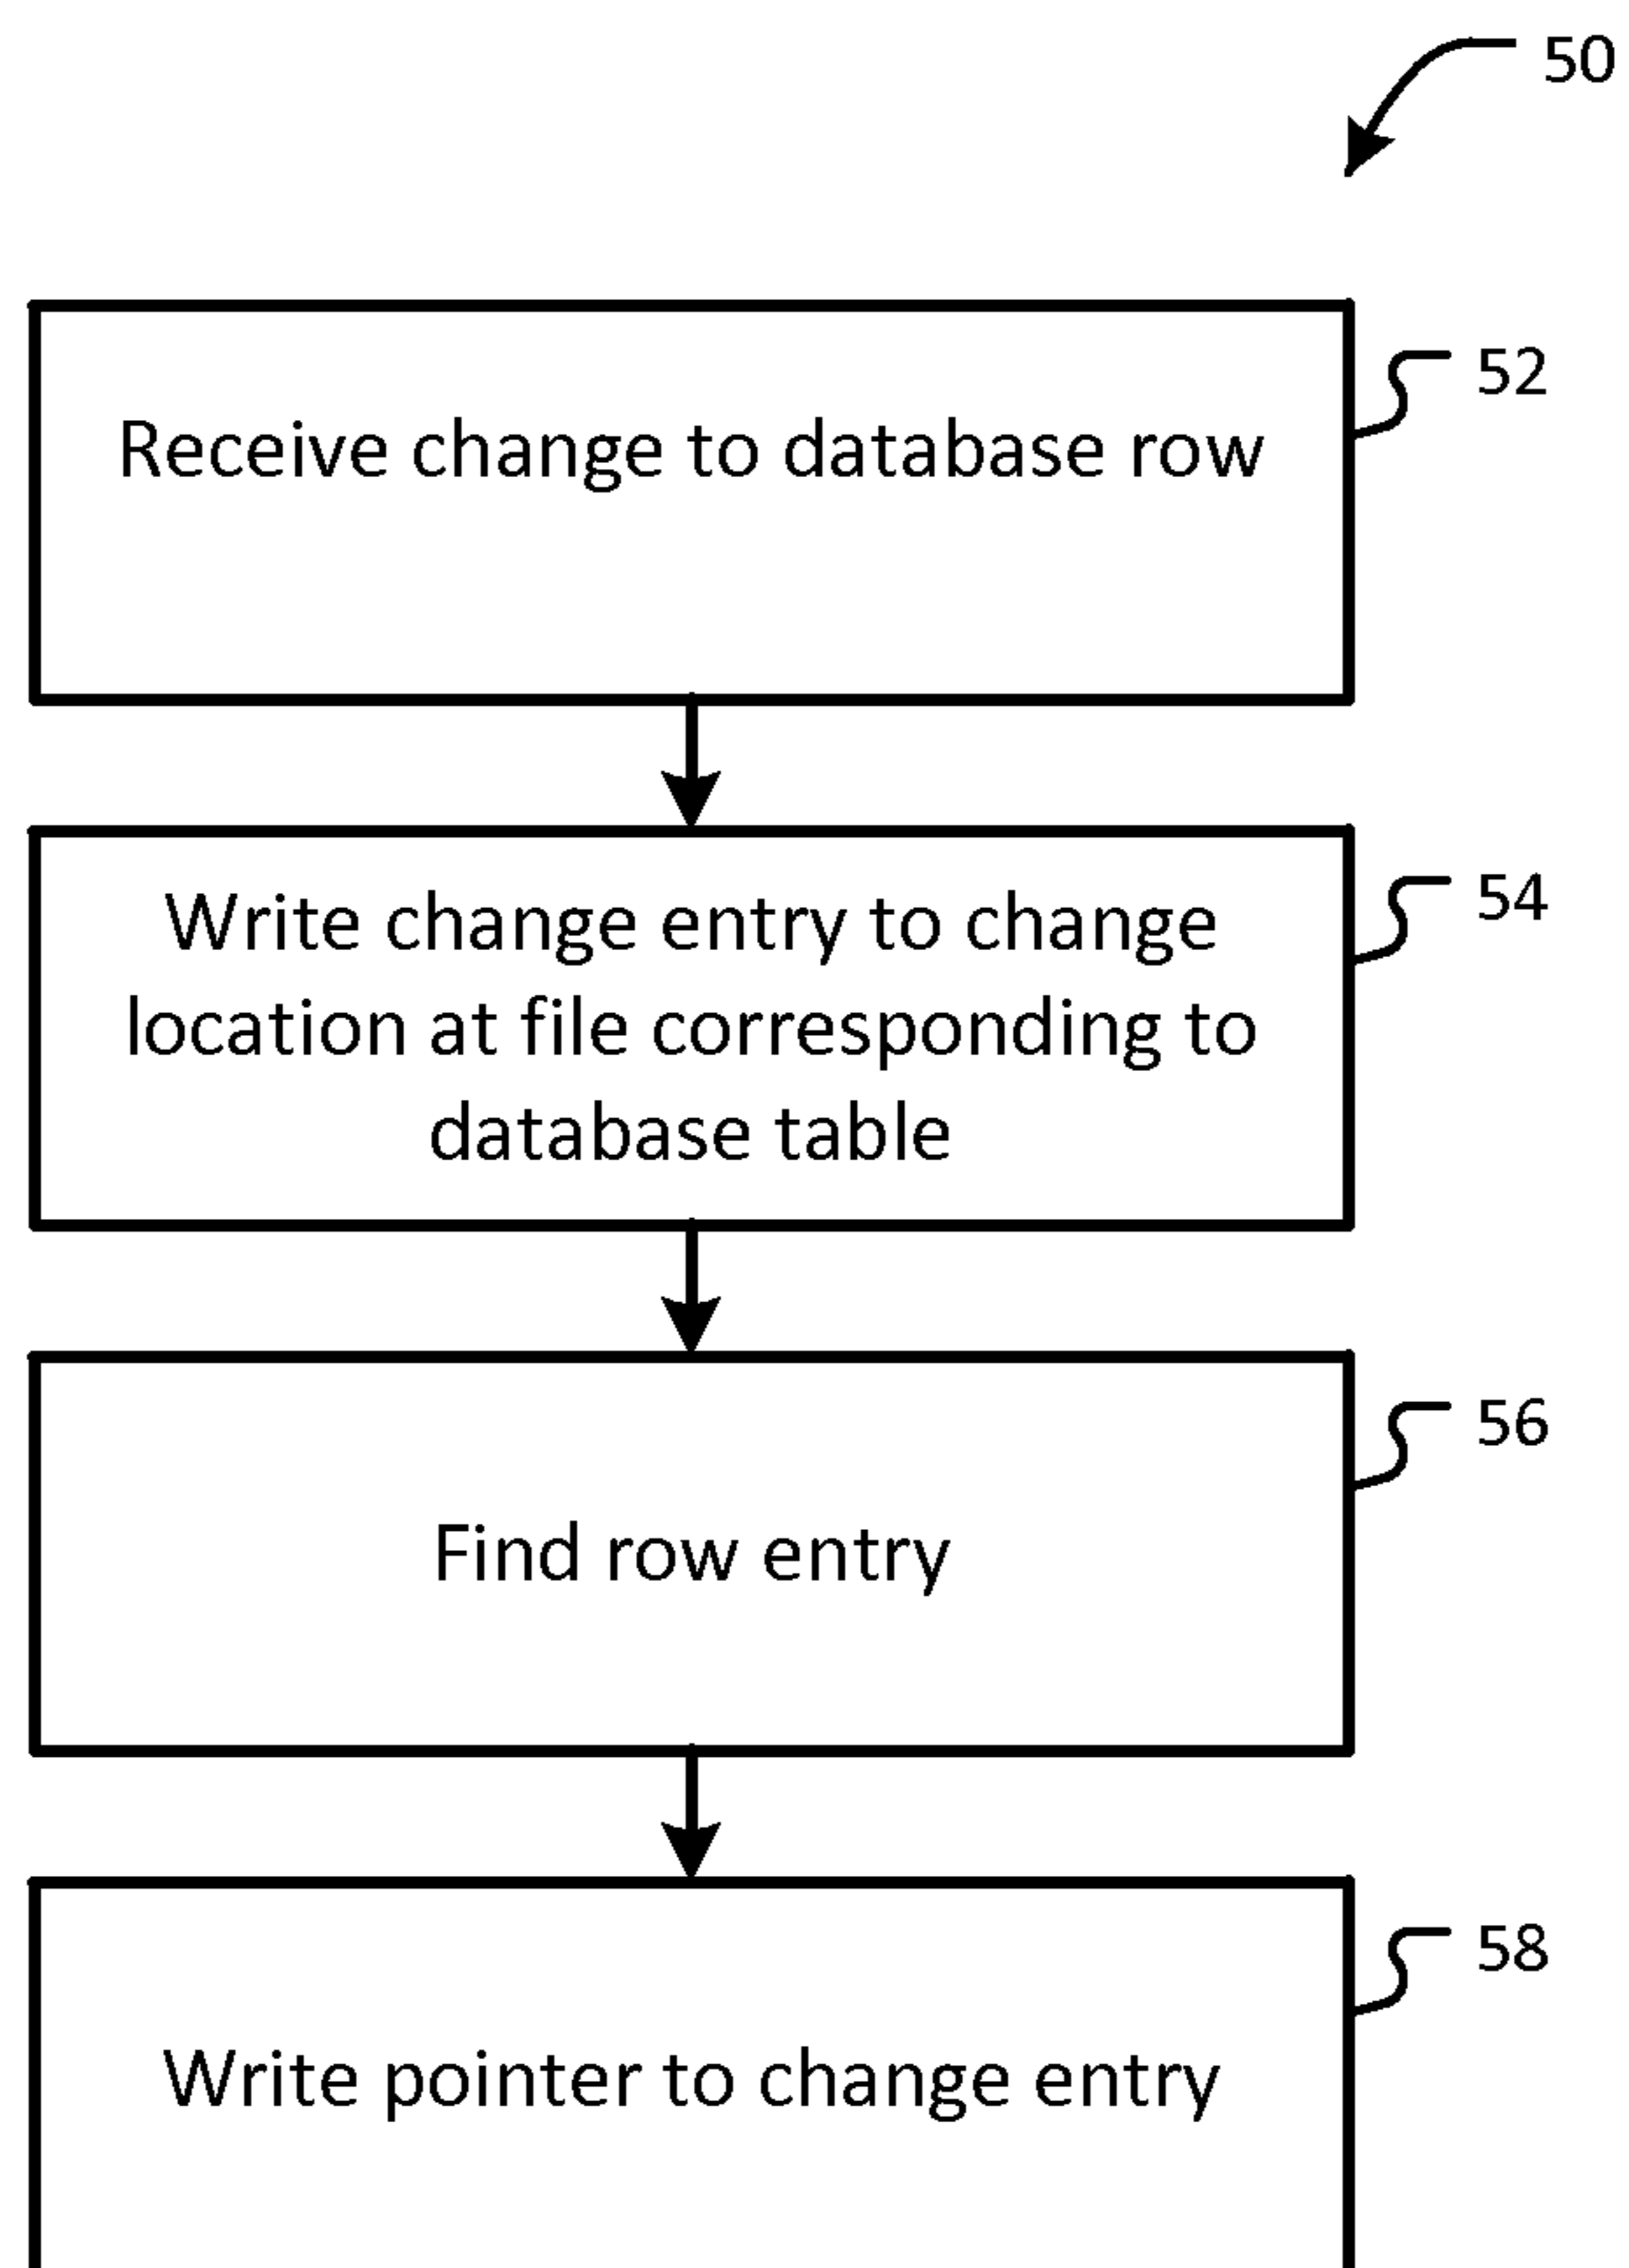 50
52
Receive change to database row
54
Write change entry to change
location at file corresponding to
database table
56
Find row entry
58
Write pointer to change entry